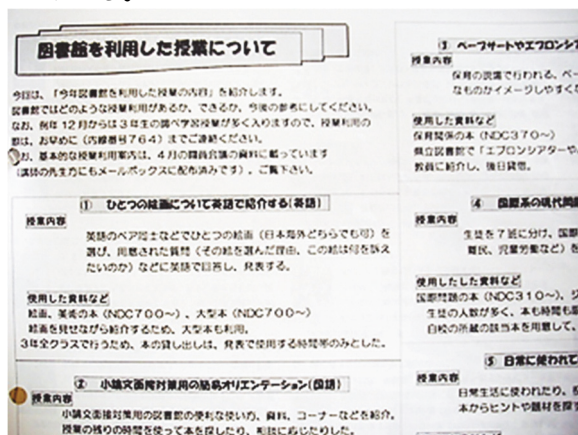 図書館を利用した授業について
今回は、「今年図書館を利用した授業の内容」を紹介します。
図書館ではどのような授業利用があるか、できるか、今後の参考にしてください。
なお、例年12月からは3年生の調べ学習授業が多く入りますので、授業利用の
際は、お早めに(内線番号764)までご連絡ください。
なお、基本的な授業利用案内は、4月の職員会議の資料に載っています
(講師の先生方にもメールボックスに配布済みです)。ご覧下さい。
① ひとつの絵画について英語で紹介する(英語)
授業内容
英語のペア同士などでひとつの絵画(日本海外どちらでも可)を
選び、用意された質問(その絵を選んだ理由、この絵は何を訴え
たいのか)などに英語で回答し、発表する。
使用した資料など
絵画、美術の本(NDC700~)、大型本(NDC700~)
絵画を見せながら紹介するため、大型本も利用。
3年全クラスで行うため、本の貸し出しは、発表で使用する時間帯のみとした。
② 小論文面接対策用の簡易オリエンテーション(国語)
授業内容
小論文面接対策用の図書館の便利な使い方、資料、コーナーなどを紹介。
授業の残りの時間を使って本を探したり、相談に応じたりした。
③ ペープサートやエプロンシ
授業内容
保育の授業で行われる、ペー
なものかイメージしやすくな
使用した資料など
保育関係の本(NDC370~)
県立図書館で「エプロンシアターや
教員に紹介し、後日貸借。
④ 国際系の現代問題
授業内容
生徒を7班に分け、国際
難民、児童労働など)を
使用した資料など
国際問題の本(NDC310~)、
生徒の人数が多く、本も時間も
自校の所蔵の該当本を用意して、
⑤ 日常に使われて
授業内容
日常生活に使われたり、
本からヒントや題材を探す